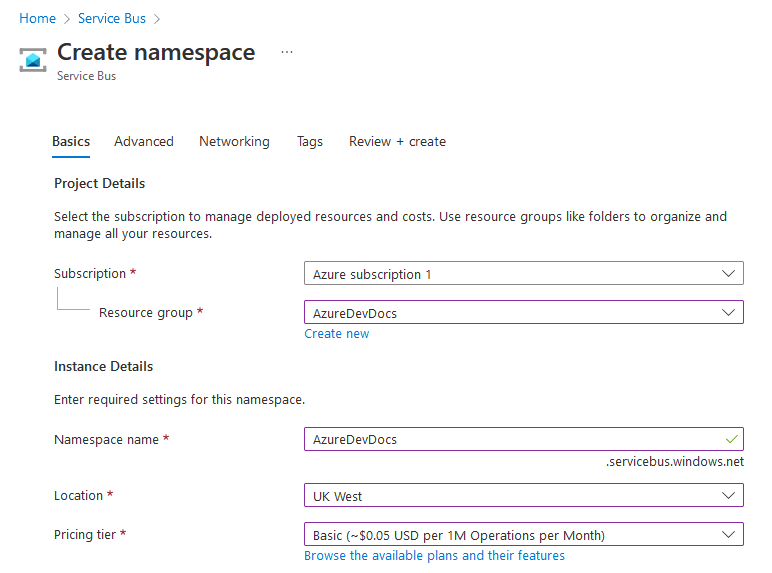 Home > Service Bus >
Create namespace ...
Service Bus
Basics Advanced Networking Tags Review + create
Project Details
Select the subscription to manage deployed resources and costs. Use resource groups like folders to organize and
manage all your resources.
Subscription * Azure subscription 1
Resource group * AzureDevDocs
Create new
Instance Details
Enter required settings for this namespace.
Namespace name * AzureDevDocs
.servicebus.windows.net
Location * UK West
Pricing tier * Basic (~$0.05 USD per 1M Operations per Month)
Browse the available plans and their features